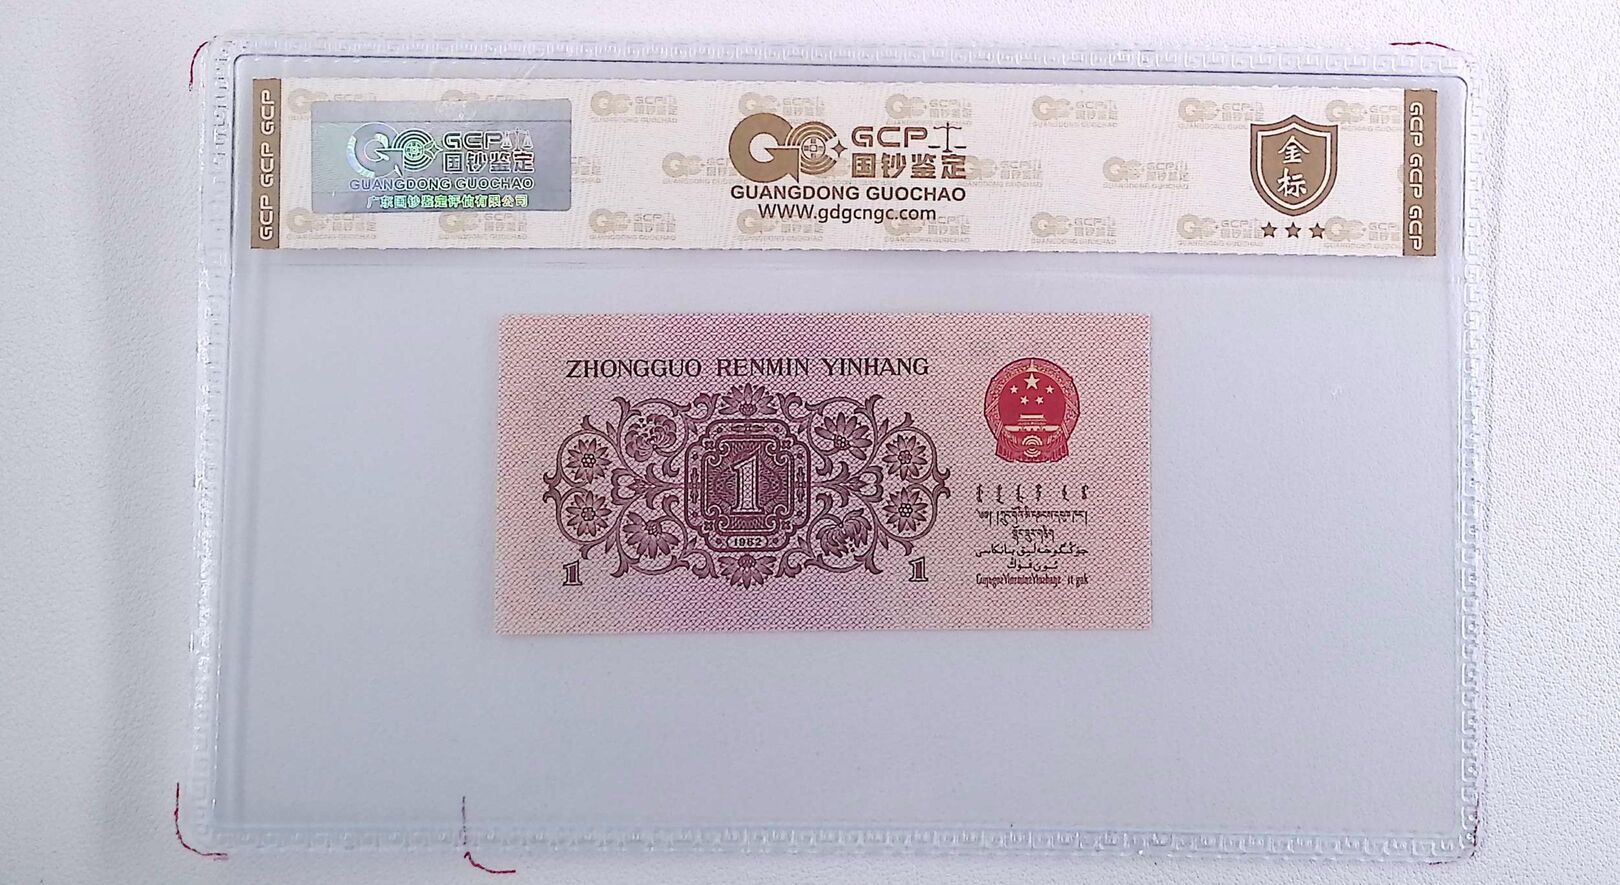 GCP GCP GCP
GCP
国钞鉴定
GUANGDONG GUOCHAO
广东国钞鉴定评估有限公司
GCP
国钞鉴定
GUANGDONG GUOCHAO
www.gdgcngc.com
金
标
GCP GCP GCP
ZHONGGUO RENMIN YINHANG
1
1962
1
1